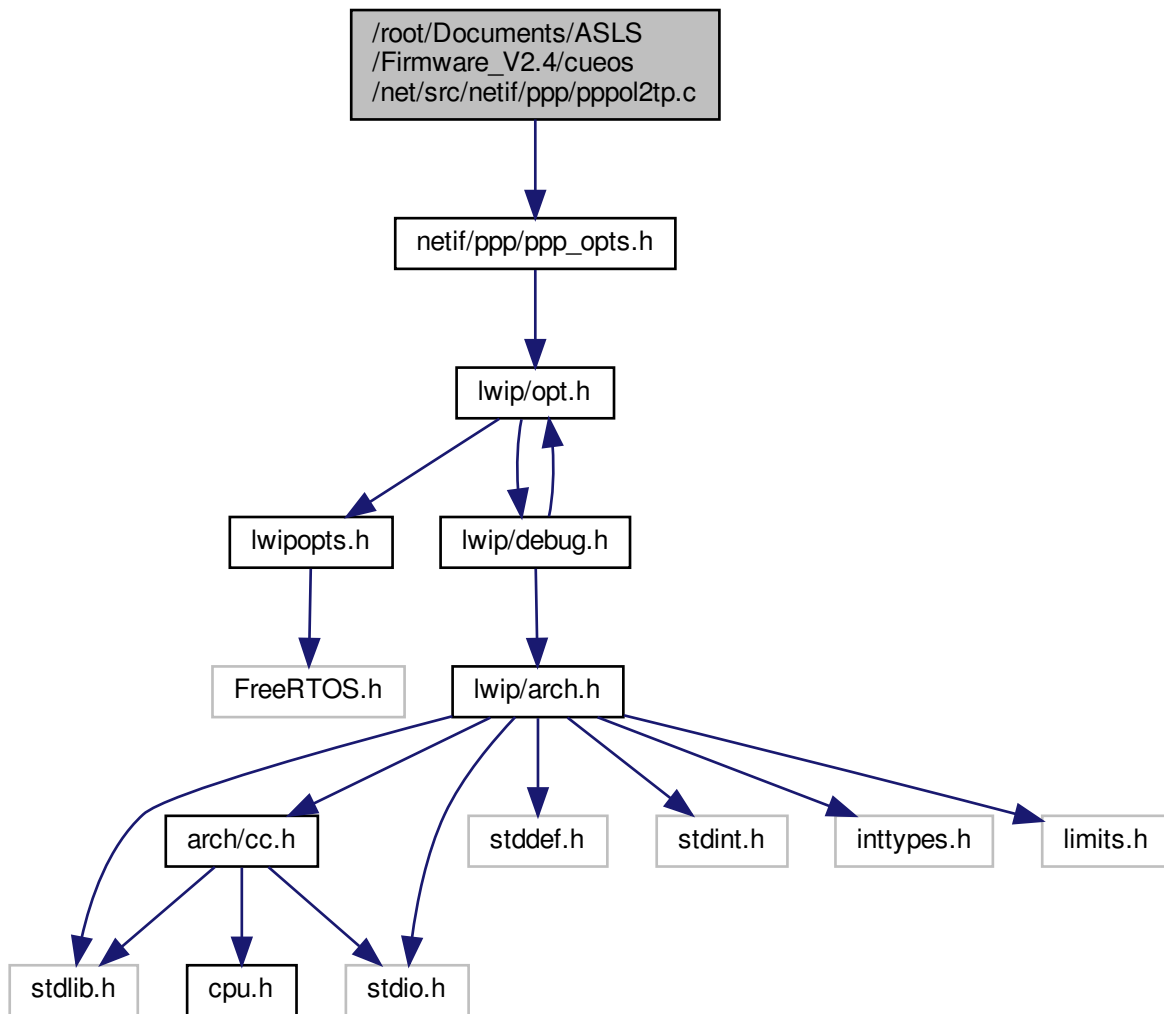 /root/Documents/ASLS
/Firmware_V2.4/cueos
/net/src/netif/ppp/pppol2tp.c
netif/ppp/ppp_opts.h
lwip/opt.h
lwipopts.h
lwip/debug.h
FreeRTOS.h
lwip/arch.h
arch/cc.h
stddef.h
stdint.h
inttypes.h
limits.h
stdlib.h
cpu.h
stdio.h